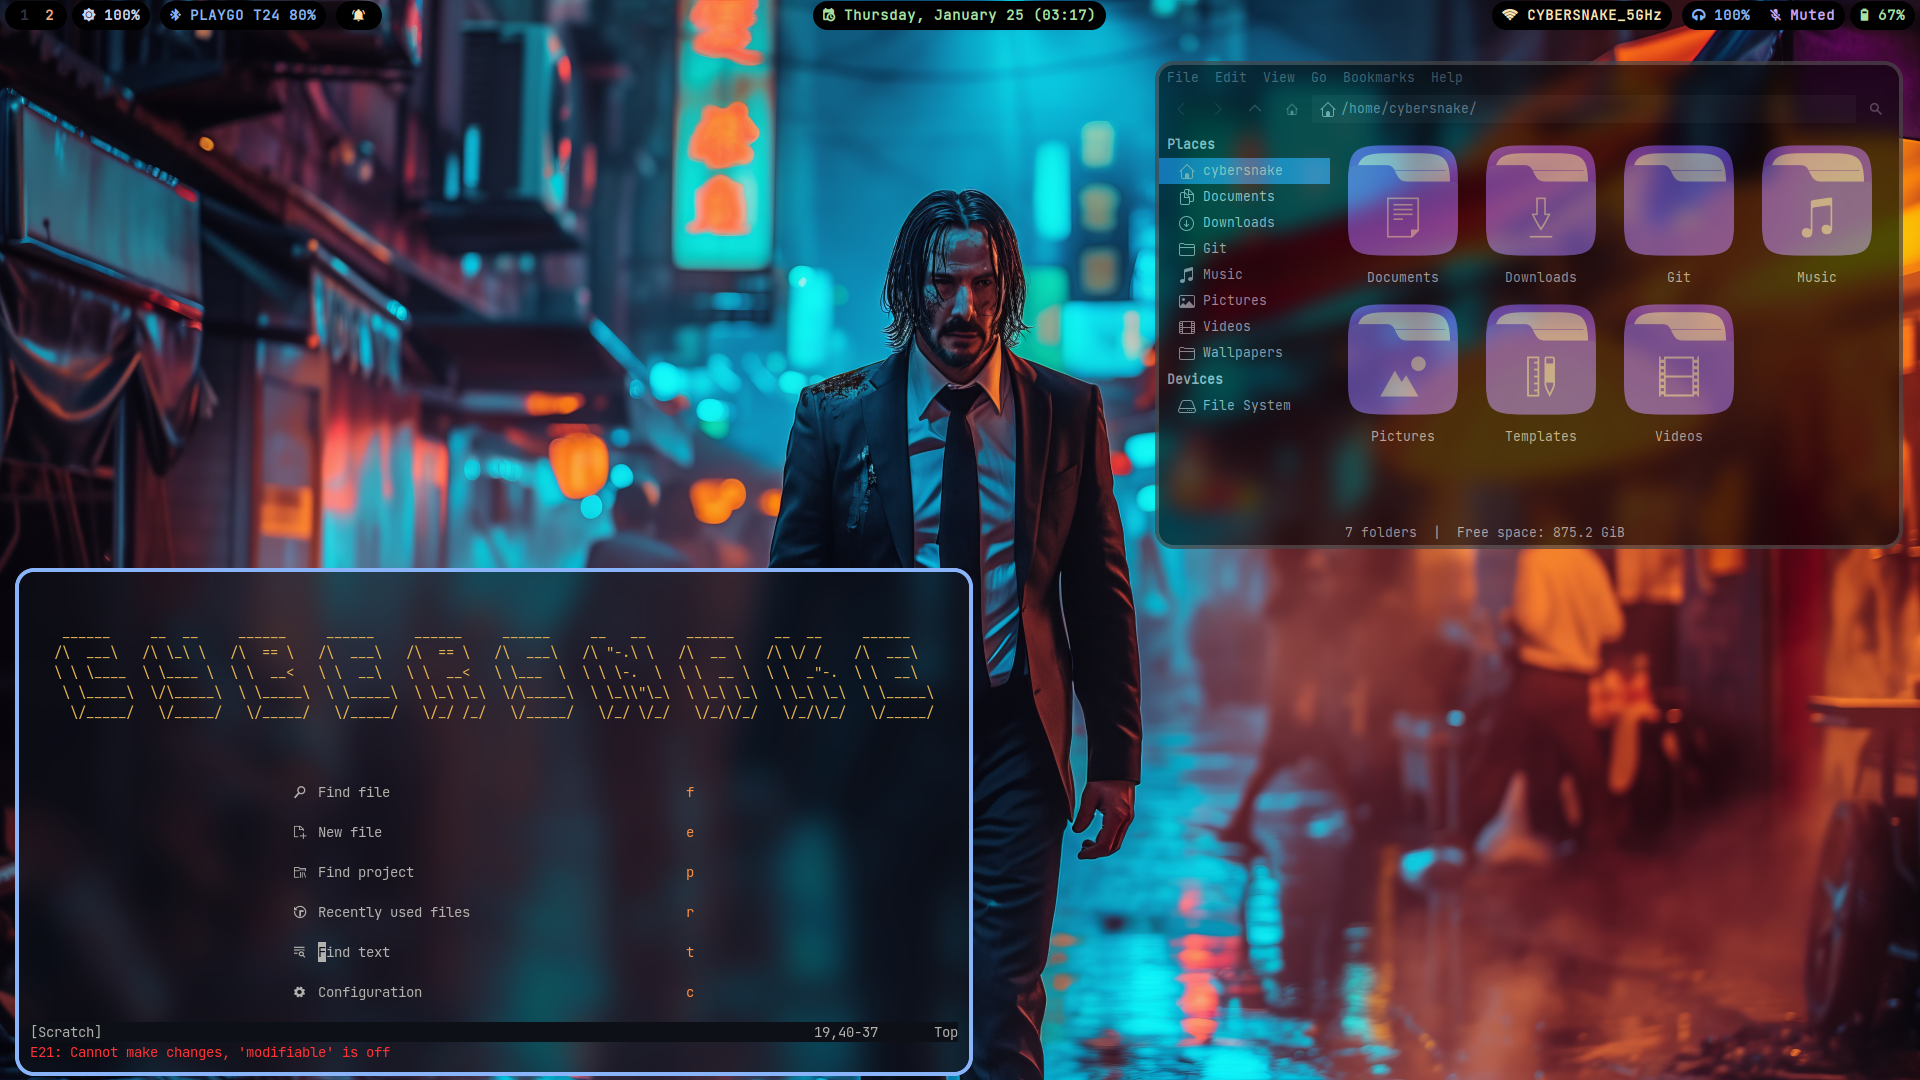 1 2 100% PLAYGO T24 80% Thursday, January 25 (03:17) CYBERSNAKE_5GHz 100% Muted 67%
File Edit View Go Bookmarks Help
/home/cybersnake/
Places
cybersnake
Documents
Downloads
Git
Music
Pictures
Videos
Wallpapers
Devices
File System
Documents Downloads Git Music
Pictures Templates Videos
7 folders | Free space: 875.2 GiB
CYBERSNAKE
Find file f
New file e
Find project p
Recently used files r
Find text t
Configuration c
[Scratch] 19,40-37 Top
E21: Cannot make changes, 'modifiable' is off